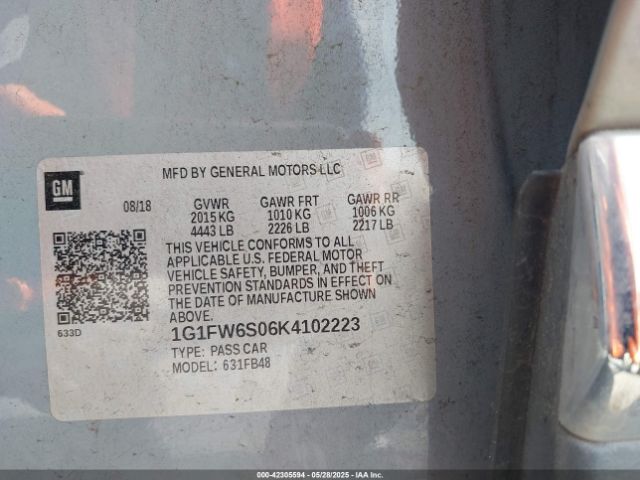 MFD BY GENERAL MOTORS LLC
GM
08/18 GVWR GAWR FRT GAWR RR
2015 KG 1010 KG 1006 KG
4443 LB 2226 LB 2217 LB
THIS VEHICLE CONFORMS TO ALL
APPLICABLE U.S. FEDERAL MOTOR
VEHICLE SAFETY, BUMPER, AND THEFT
PREVENTION STANDARDS IN EFFECT ON
THE DATE OF MANUFACTURE SHOWN
ABOVE.
633D
1G1FW6S06K4102223
TYPE: PASS CAR
MODEL: 631FB48
000-42305594 - 05/28/2025 - IAA Inc.